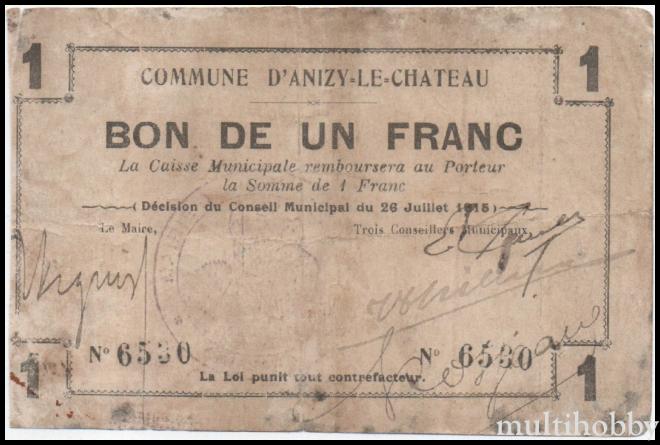 1 1
COMMUNE D'ANIZY-LE-CHATEAU
BON DE UN FRANC
La Caisse Municipale remboursera au Porteur
la Somme de 1 Franc
(Décision du Conseil Municipal du 26 Juillet 1915)
Le Maire, Trois Conseillers Municipaux,
Nº 6530 Nº 6530
1 1
La Loi punit tout contrefacteur.
multihobby